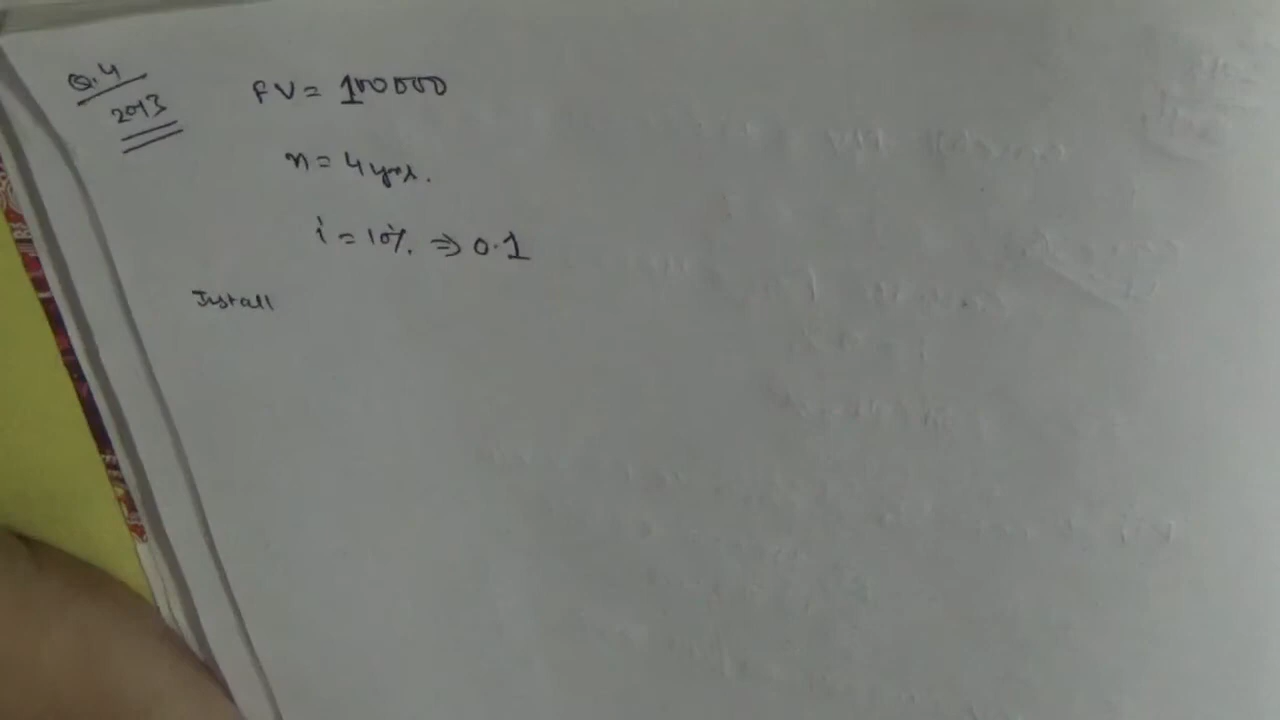 Q.4
2013
FV = 100000
n = 4 yrs.
i = 10% ⇒ 0.1
Install